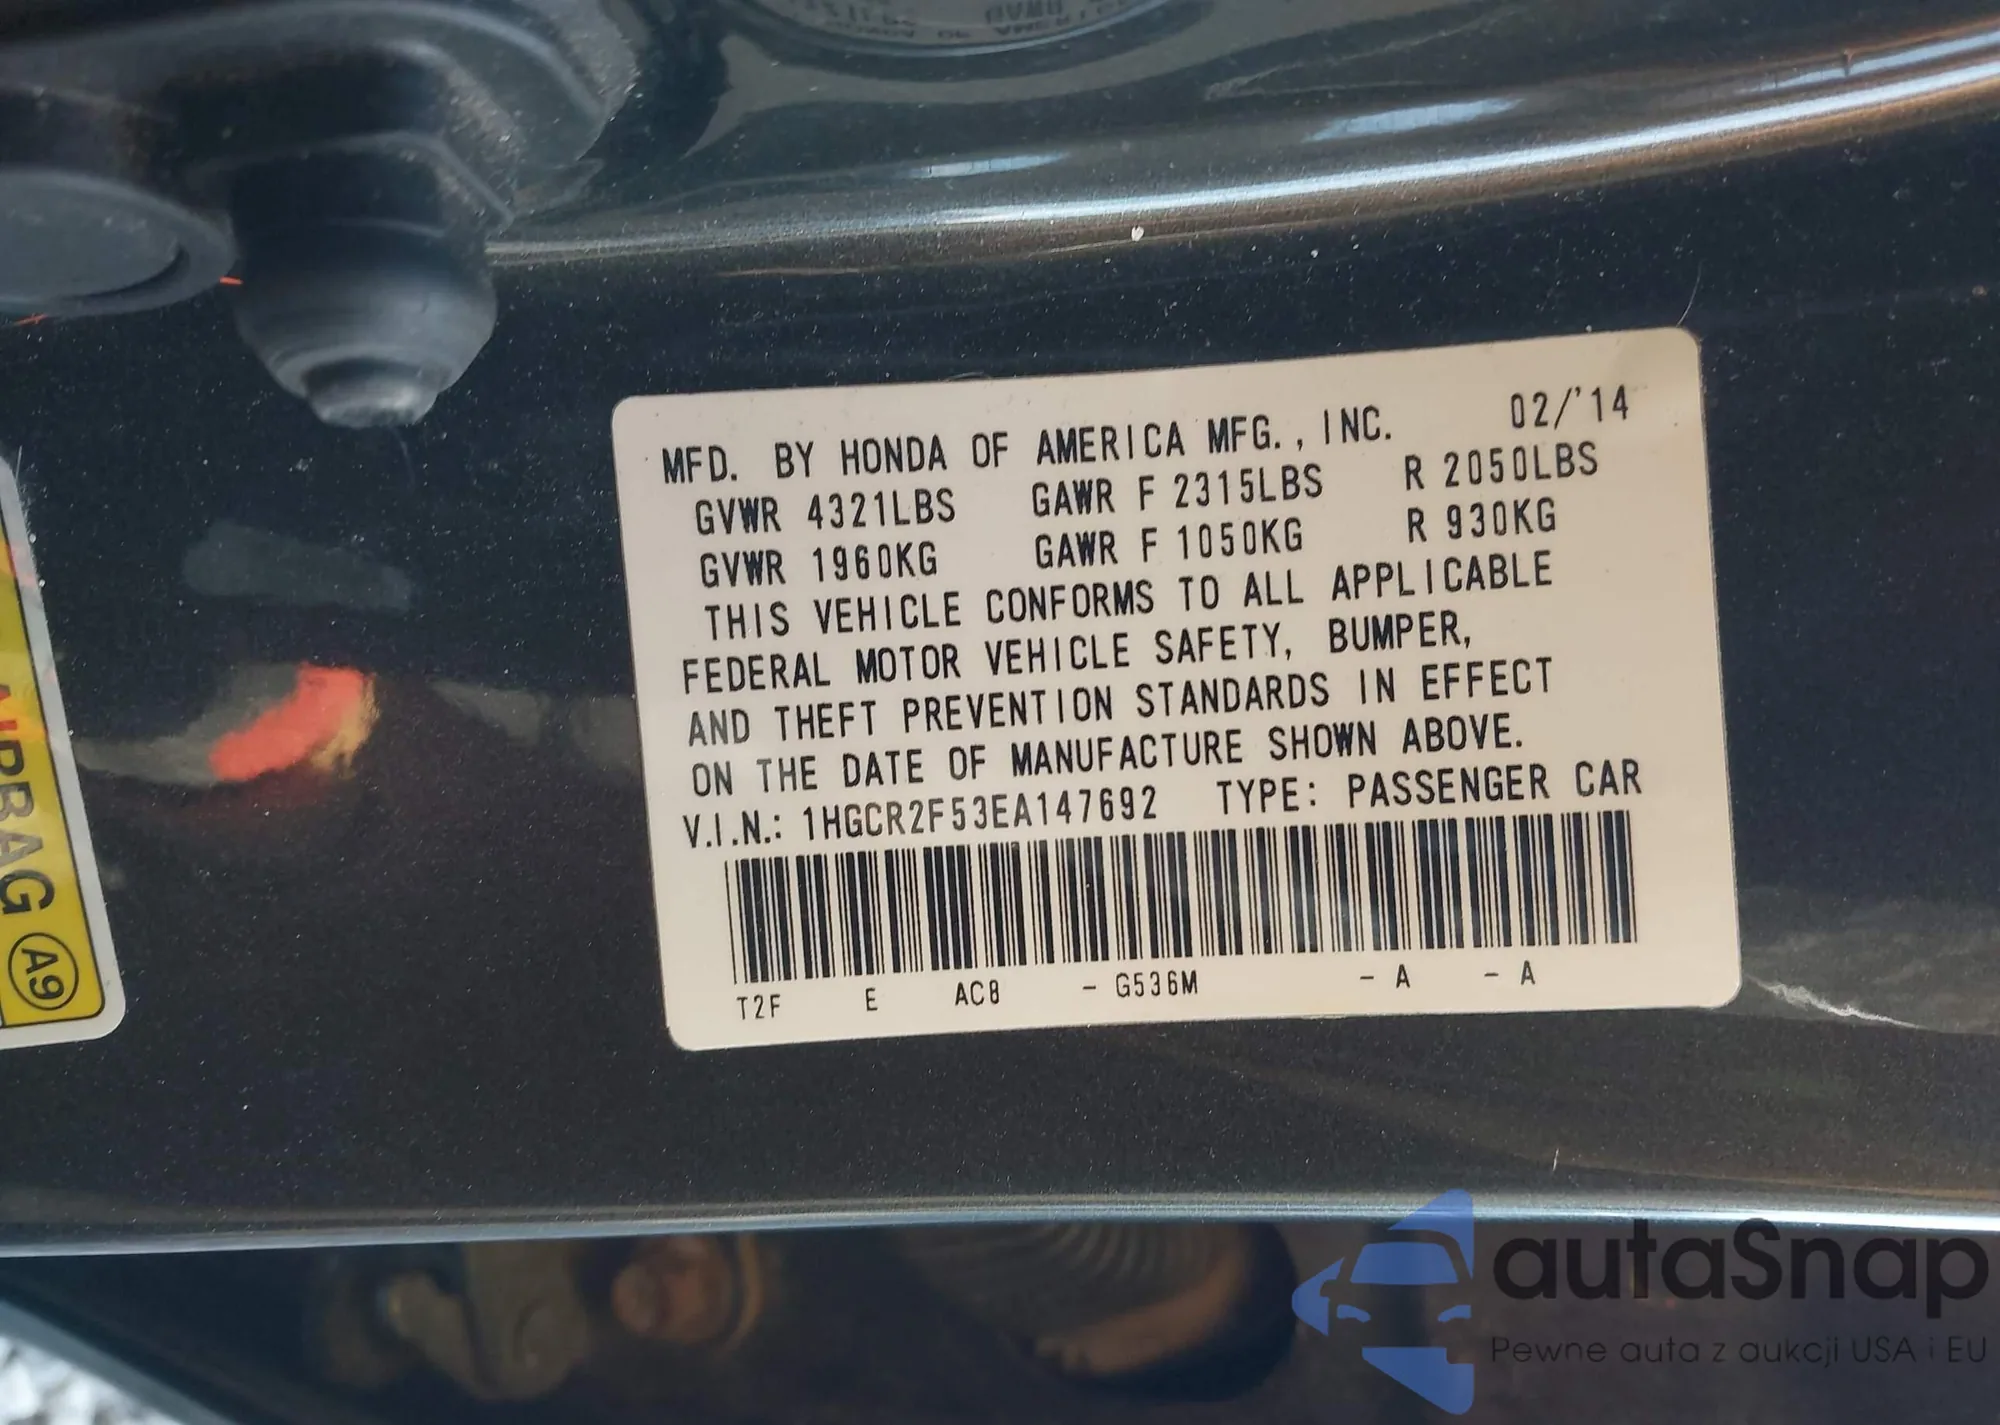 MFD. BY HONDA OF AMERICA MFG., INC. 02/'14
GVWR 4321LBS GAWR F 2315LBS R 2050LBS
GVWR 1960KG GAWR F 1050KG R 930KG
THIS VEHICLE CONFORMS TO ALL APPLICABLE
FEDERAL MOTOR VEHICLE SAFETY, BUMPER,
AND THEFT PREVENTION STANDARDS IN EFFECT
ON THE DATE OF MANUFACTURE SHOWN ABOVE.
V.I.N.: 1HGCR2F53EA147692 TYPE: PASSENGER CAR
T2F E AC8 - G536M - A - A
AIRBAG A9
autaSnap
Pewne auta z aukcji USA i EU